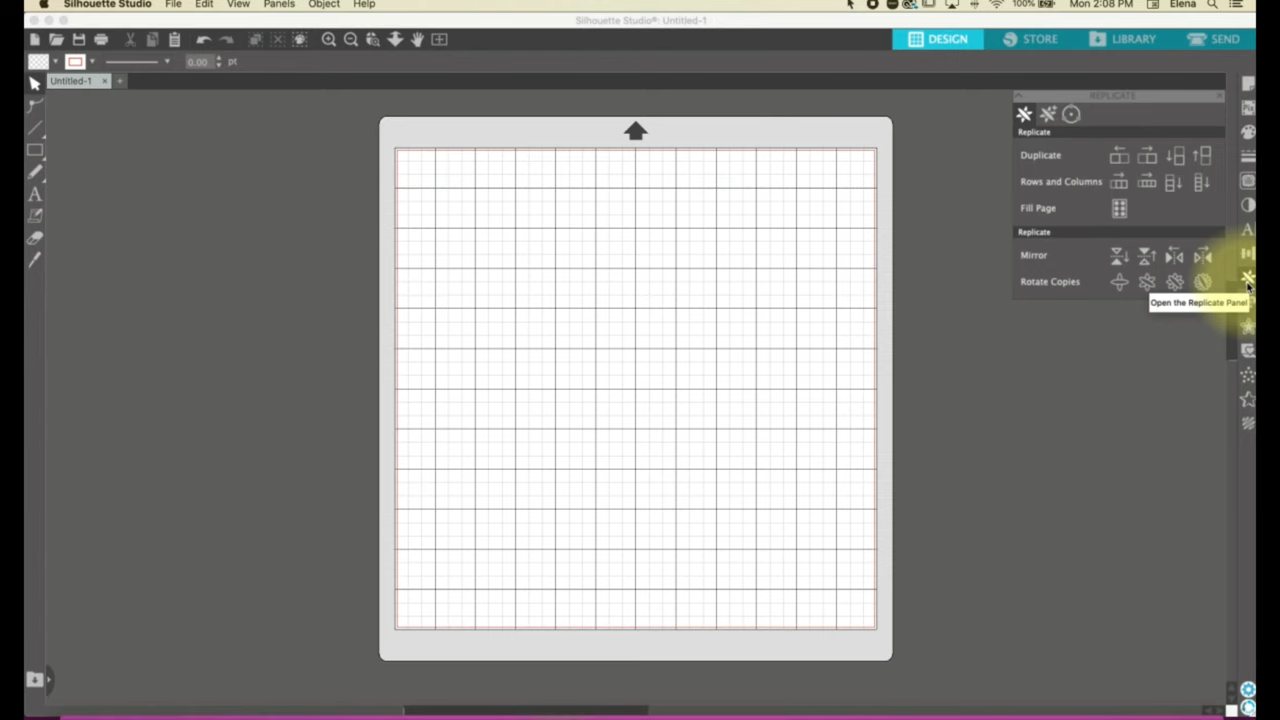 Silhouette Studio File Edit View Panels Object Help 100% Mon 2:08 PM Elena
Silhouette Studio®: Untitled-1
DESIGN STORE LIBRARY SEND
0.00 pt
Untitled-1
REPLICATE
Replicate
Duplicate
Rows and Columns
Fill Page
Replicate
Mirror
Rotate Copies
Open the Replicate Panel